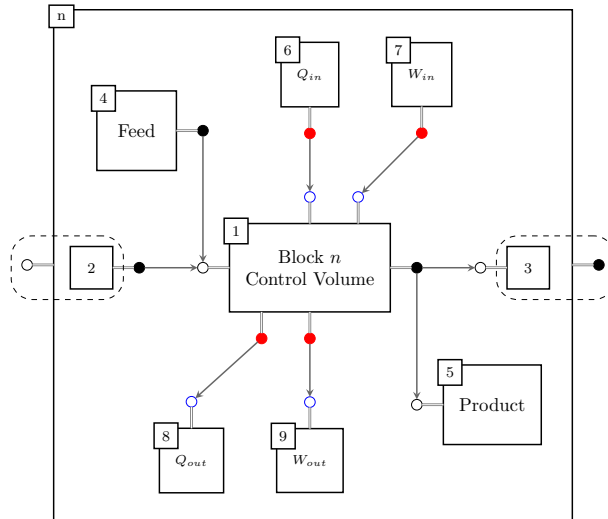 n
6
Q_in
7
W_in
4
Feed
1
Block n
Control Volume
2
3
5
Product
8
Q_out
9
W_out